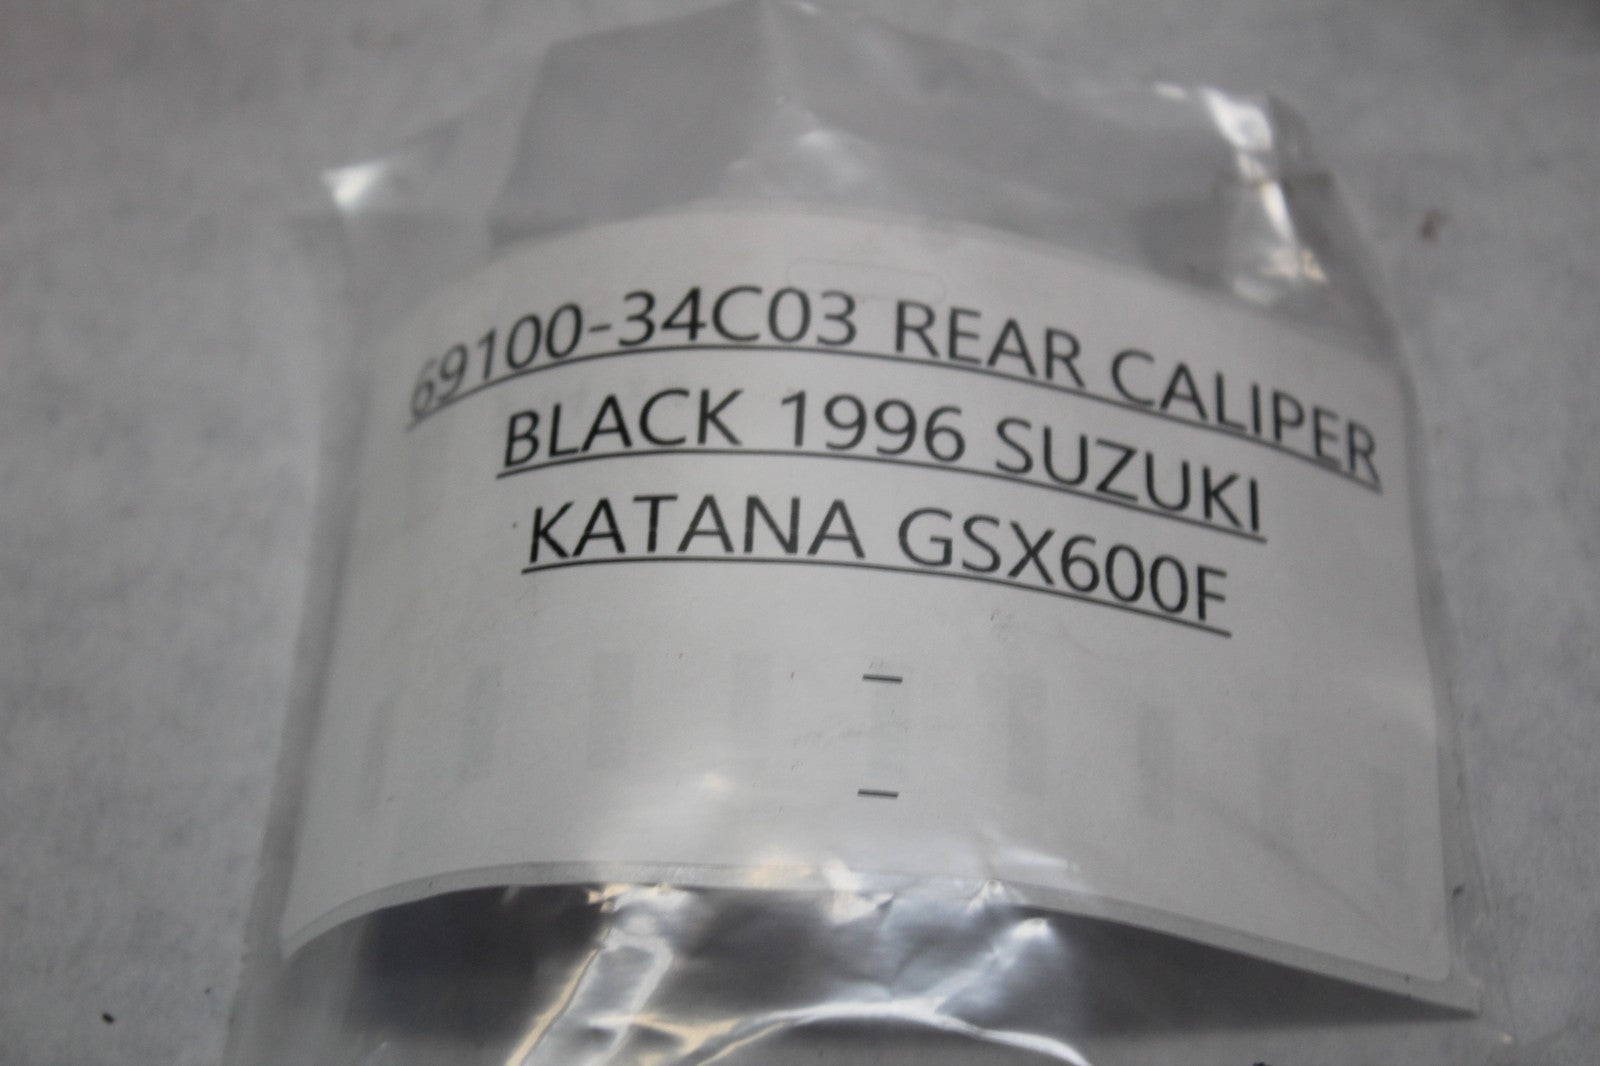 69100-34C03 REAR CALIPER
BLACK 1996 SUZUKI
KATANA GSX600F
–
–